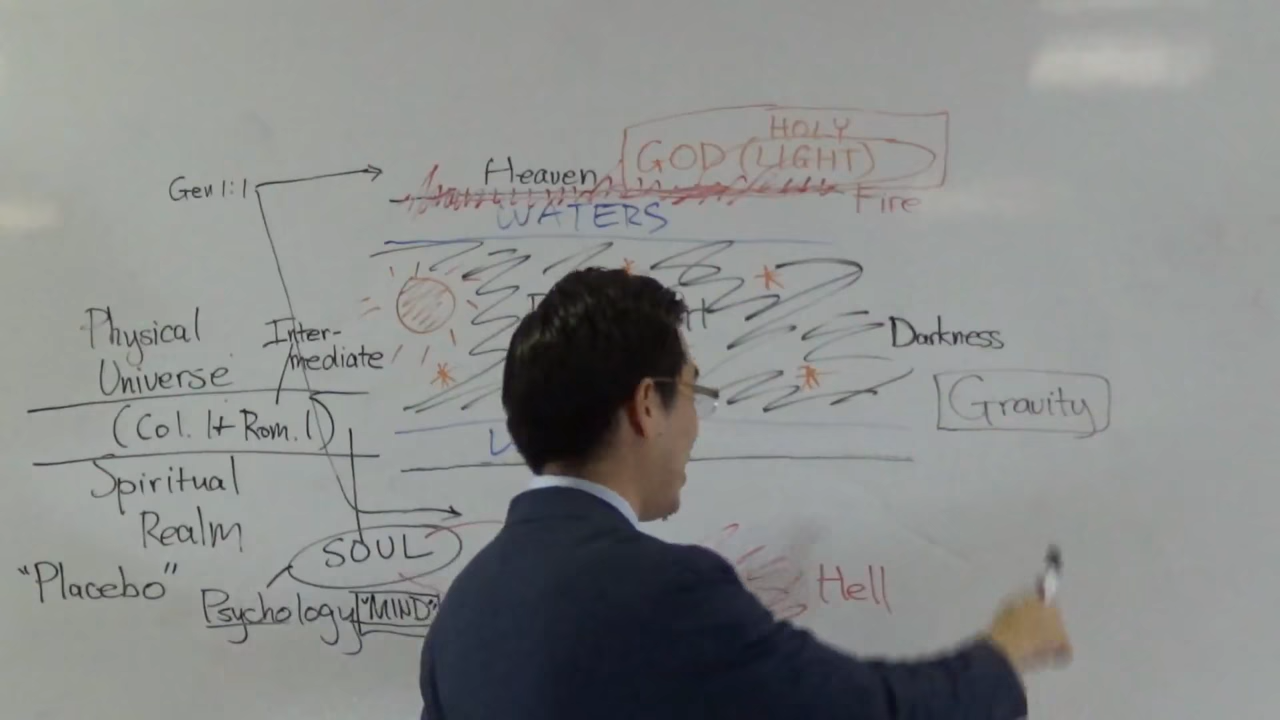 HOLY
GOD (LIGHT)
Heaven
Gen 1:1
Fire
WATERS
Physical
Universe
Inter-
mediate
Darkness
Gravity
(Col. 1 + Rom. 1)
Spiritual
Realm
SOUL
"Placebo"
Psychology "MIND"
Hell